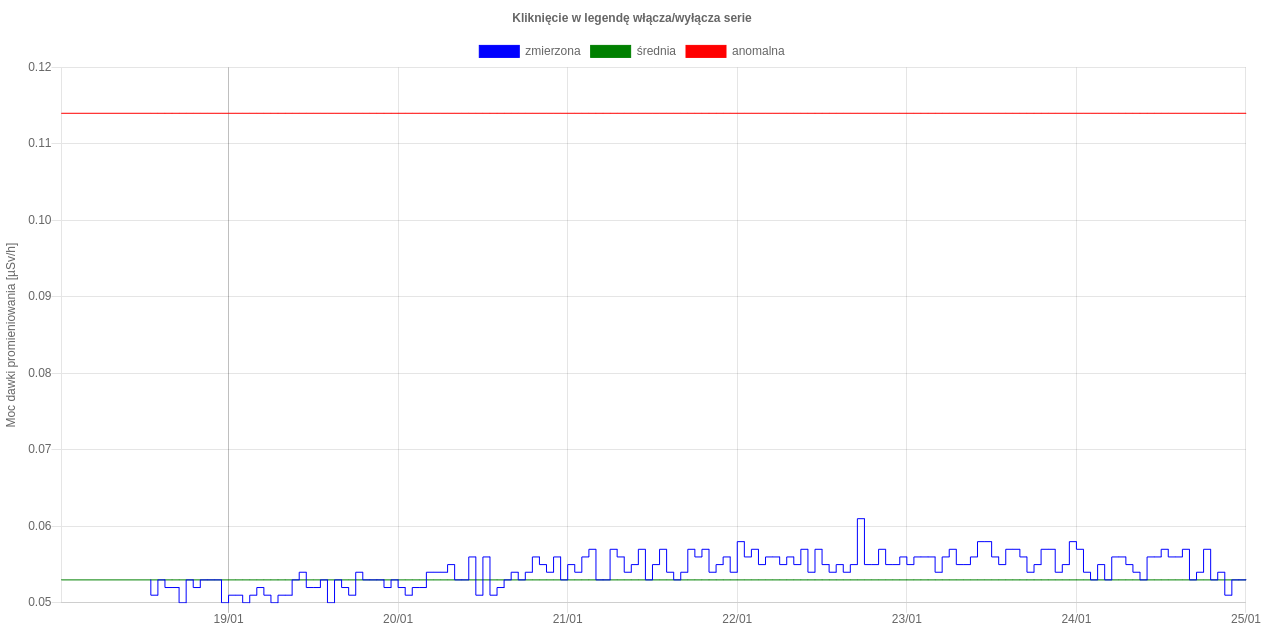 Kliknięcie w legendę włącza/wyłącza serie
zmierzona średnia anomalna
Moc dawki promieniowania [µSv/h]
0.12
0.11
0.10
0.09
0.08
0.07
0.06
0.05
19/01 20/01 21/01 22/01 23/01 24/01 25/01